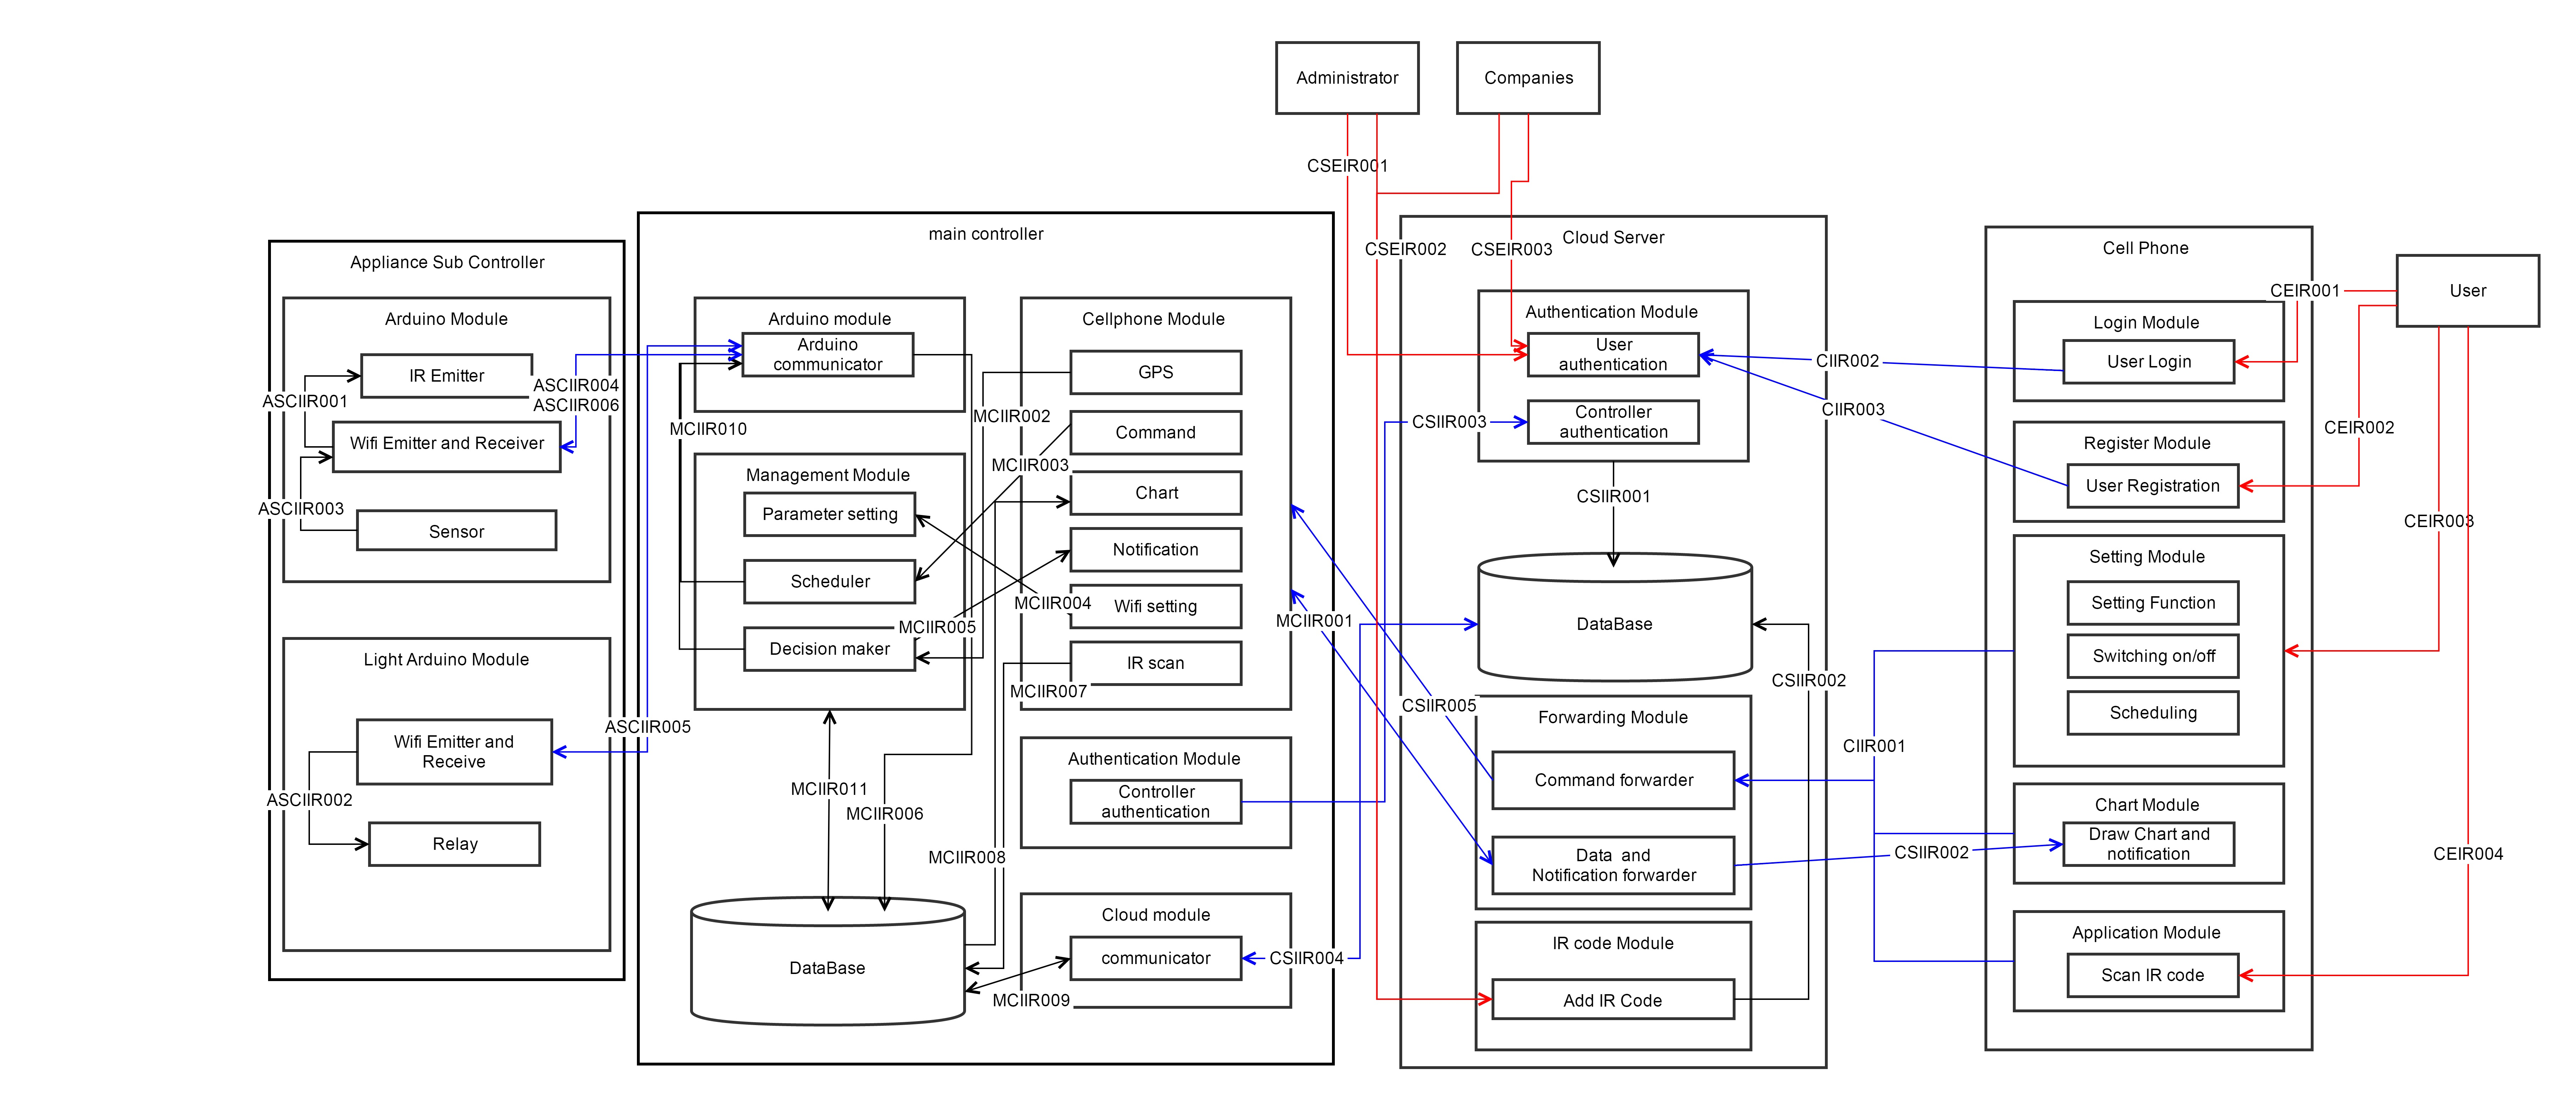 Administrator
Companies
CSEIR001
CSEIR002
CSEIR003
Appliance Sub Controller
Arduino Module
IR Emitter
ASCIIR001
ASCIIR004
ASCIIR006
Wifi Emitter and Receiver
ASCIIR003
Sensor
Light Arduino Module
Wifi Emitter and
Receive
ASCIIR005
ASCIIR002
Relay
main controller
Arduino module
Arduino
communicator
MCIIR010
Management Module
Parameter setting
Scheduler
Decision maker
MCIIR002
MCIIR003
MCIIR004
MCIIR005
MCIIR007
MCIIR011
MCIIR006
MCIIR008
DataBase
MCIIR009
Cellphone Module
GPS
Command
Chart
Notification
Wifi setting
IR scan
Authentication Module
Controller
authentication
Cloud module
communicator
CSIIR004
MCIIR001
Cloud Server
Authentication Module
User
authentication
CSIIR003
Controller
authentication
CSIIR001
DataBase
CSIIR002
CSIIR005
Forwarding Module
Command forwarder
Data and
Notification forwarder
IR code Module
Add IR Code
CIIR002
CIIR003
CIIR001
CSIIR002
Cell Phone
Login Module
User Login
Register Module
User Registration
Setting Module
Setting Function
Switching on/off
Scheduling
Chart Module
Draw Chart and
notification
Application Module
Scan IR code
User
CEIR001
CEIR002
CEIR003
CEIR004